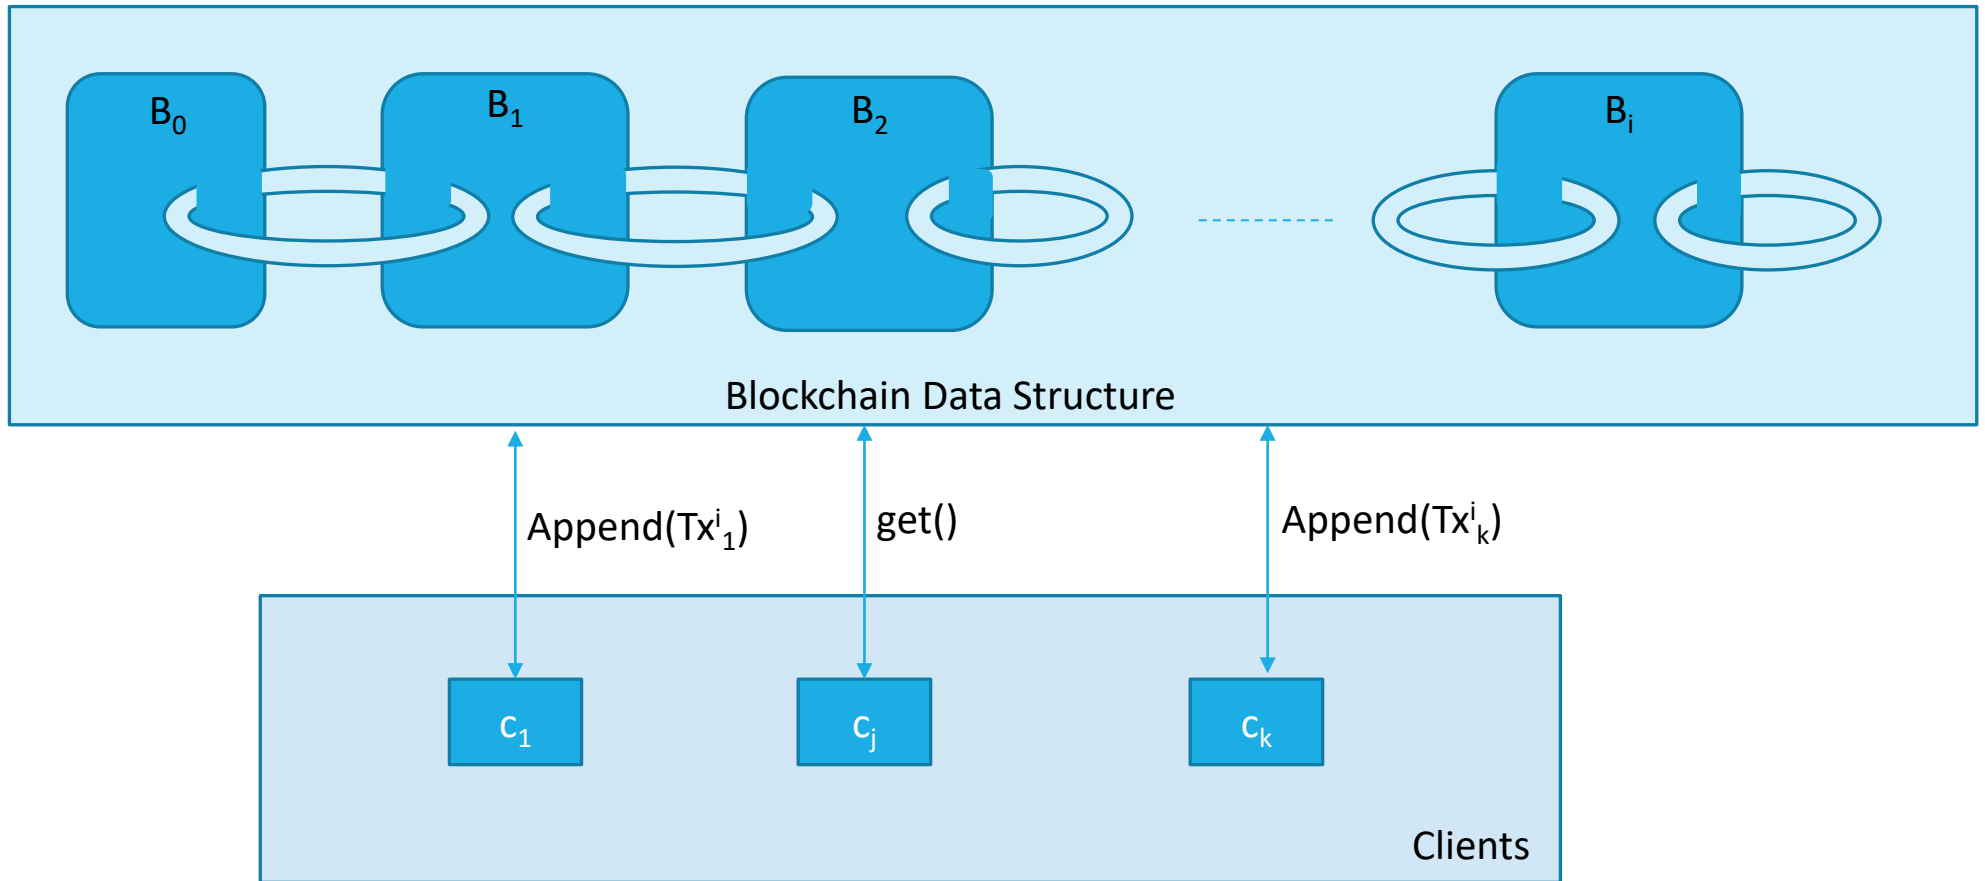 B₀ B₁ B₂ Bᵢ
Blockchain Data Structure
Append(Txⁱ₁) get() Append(Txⁱₖ)
c₁ cⱼ cₖ
Clients